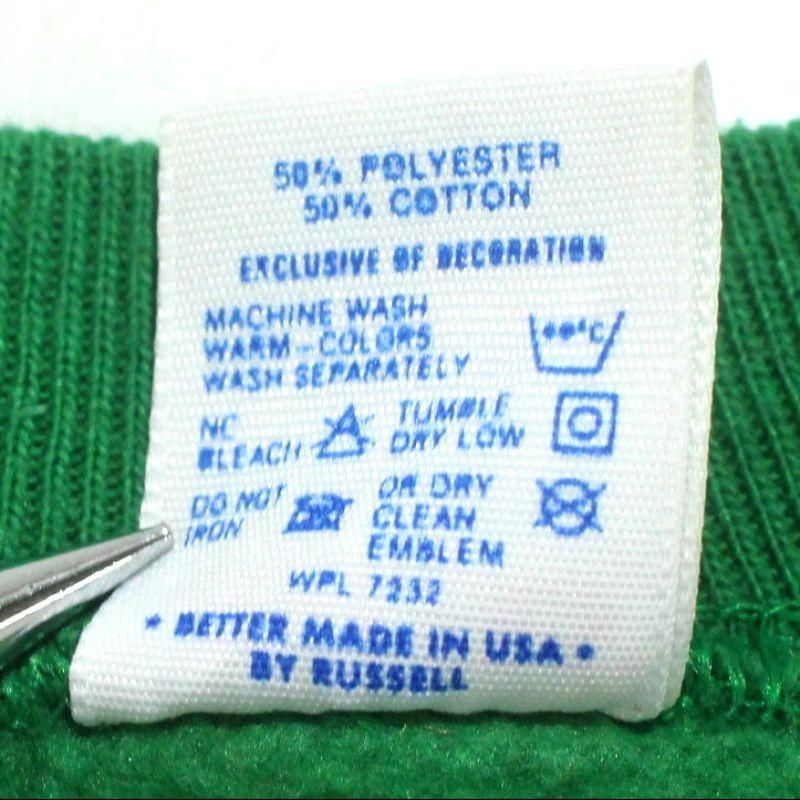 50% POLYESTER
50% COTTON
EXCLUSIVE OF DECORATION
MACHINE WASH
WARM-COLORS
WASH SEPARATELY
NO
BLEACH
TUMBLE
DRY LOW
DO NOT
IRON
OR DRY
CLEAN
EMBLEM
WPL 7232
* BETTER MADE IN USA *
BY RUSSELL